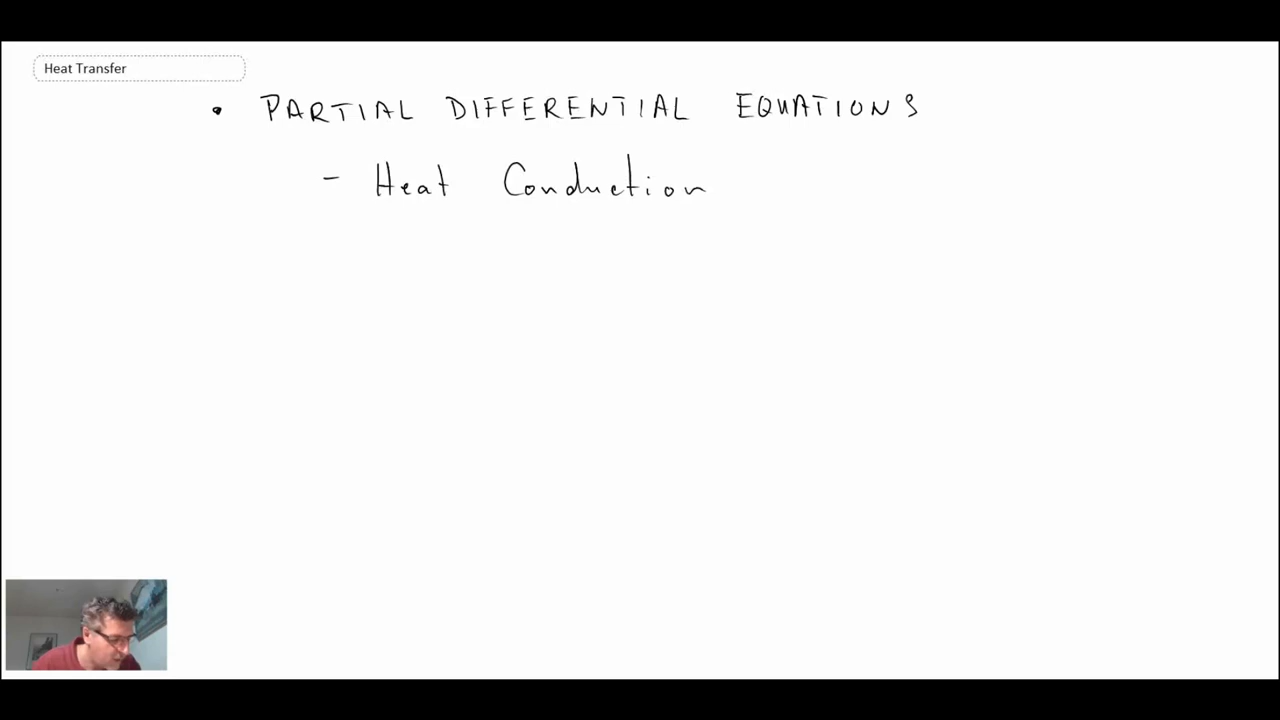 Heat Transfer
• PARTIAL DIFFERENTIAL EQUATIONS
- Heat Conduction